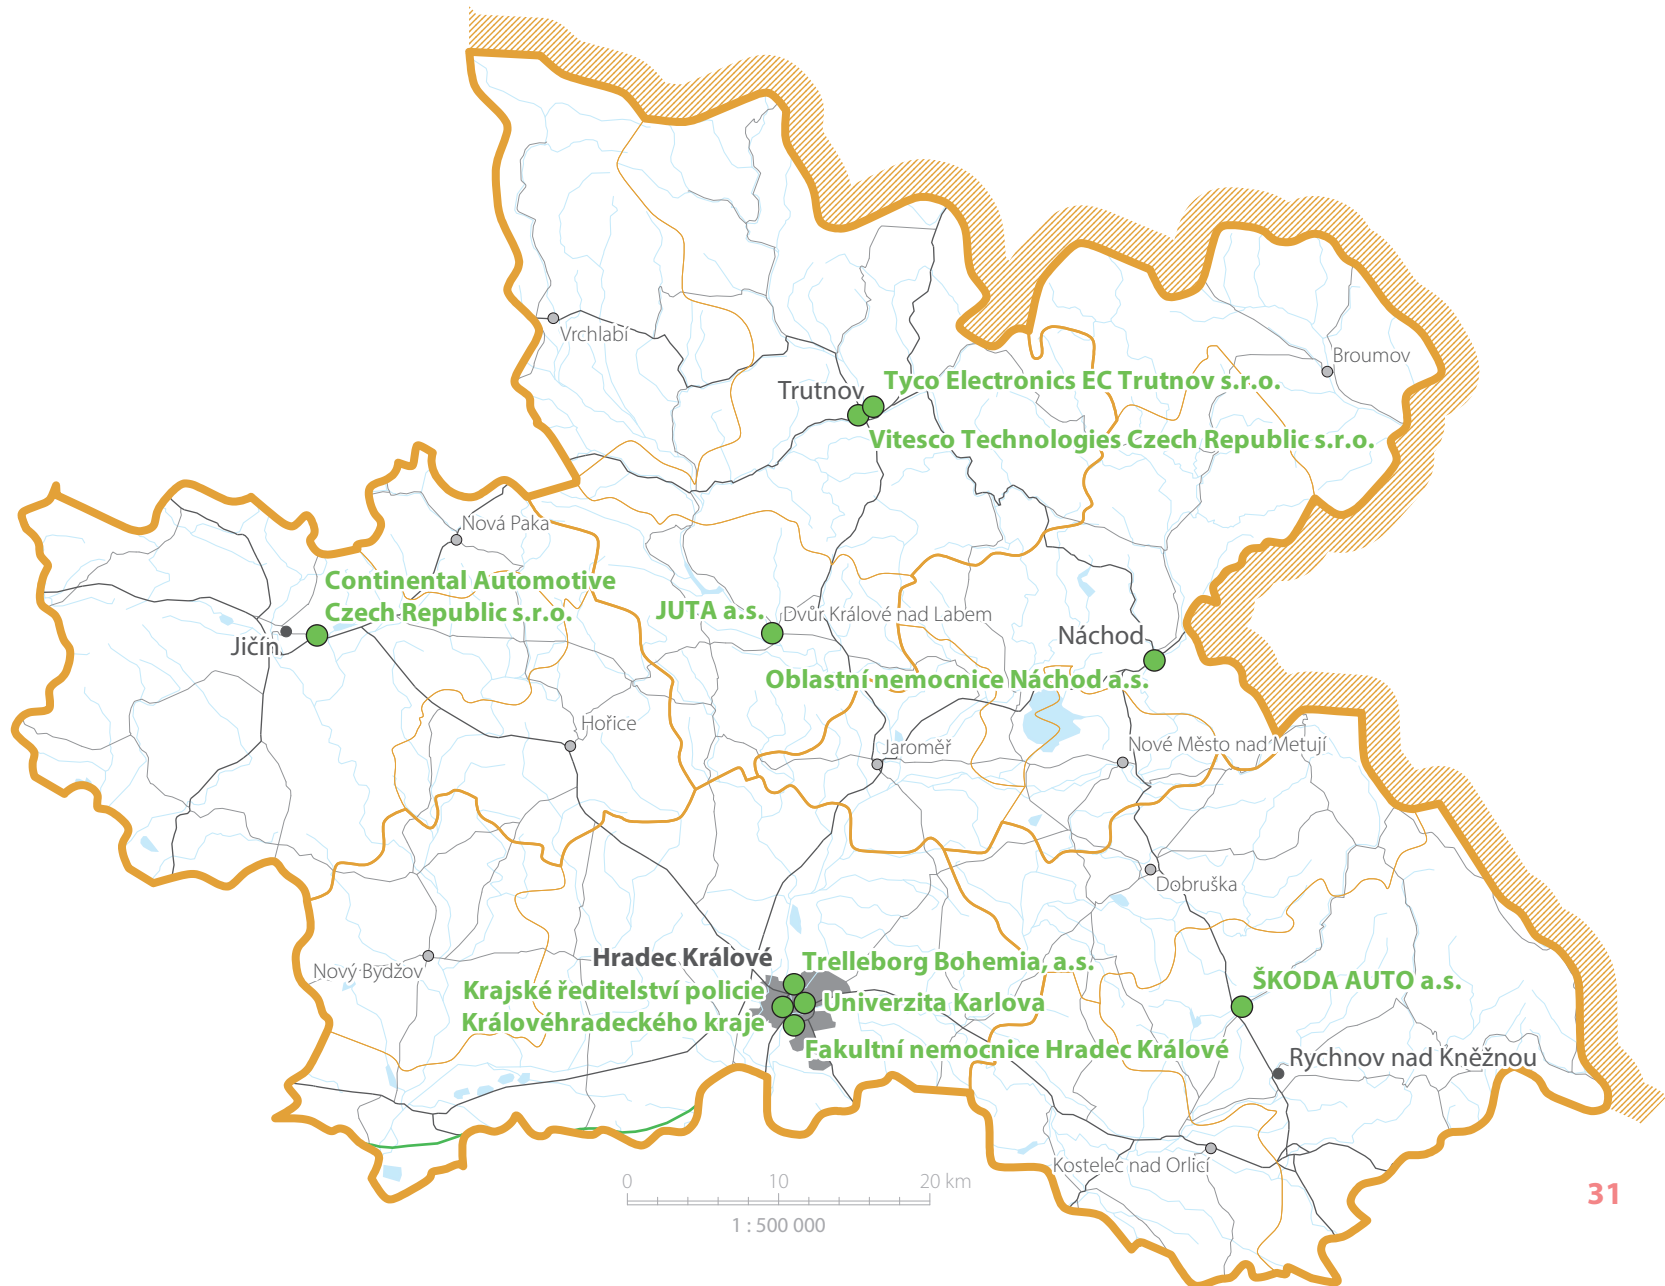 Vrchlabí
Broumov
Trutnov
Tyco Electronics EC Trutnov s.r.o.
Vitesco Technologies Czech Republic s.r.o.
Nová Paka
Continental Automotive
Czech Republic s.r.o.
Jičín
JUTA a.s.
Dvůr Králové nad Labem
Náchod
Oblastní nemocnice Náchod a.s.
Hořice
Jaroměř
Nové Město nad Metují
Dobruška
Nový Bydžov
Hradec Králové
Trelleborg Bohemia, a.s.
Krajské ředitelství policie
Královéhradeckého kraje
Univerzita Karlova
Fakultní nemocnice Hradec Králové
ŠKODA AUTO a.s.
Rychnov nad Kněžnou
Kostelec nad Orlicí
0 10 20 km
1 : 500 000
31